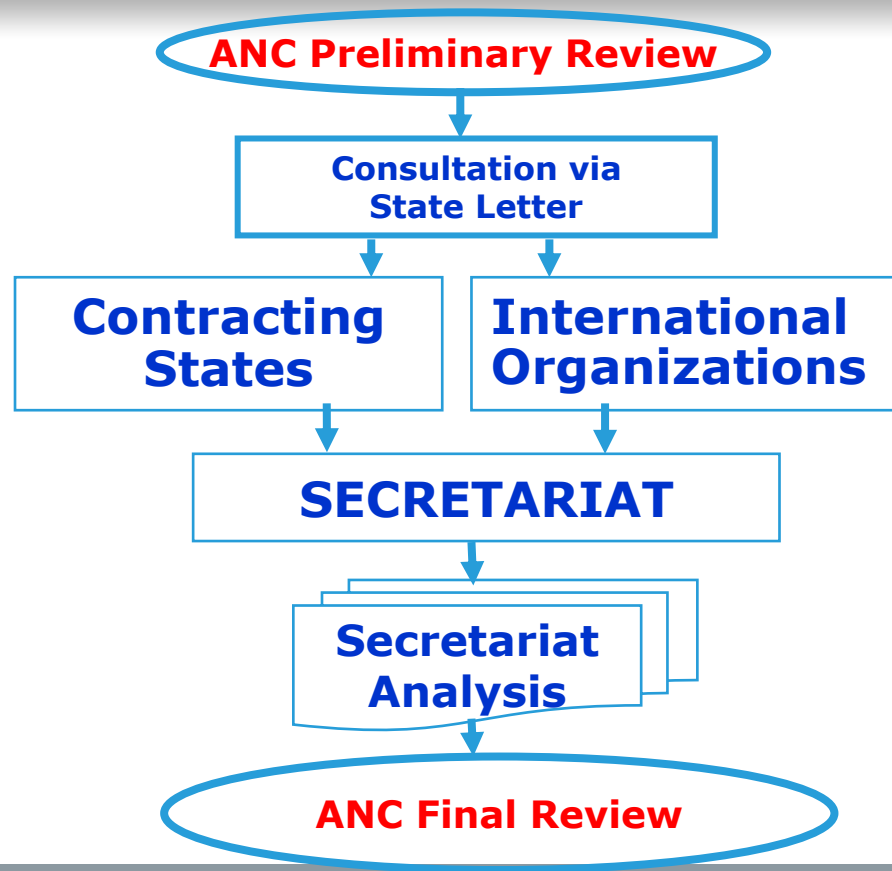 ANC Preliminary Review
Consultation via
State Letter
Contracting
States
International
Organizations
SECRETARIAT
Secretariat
Analysis
ANC Final Review